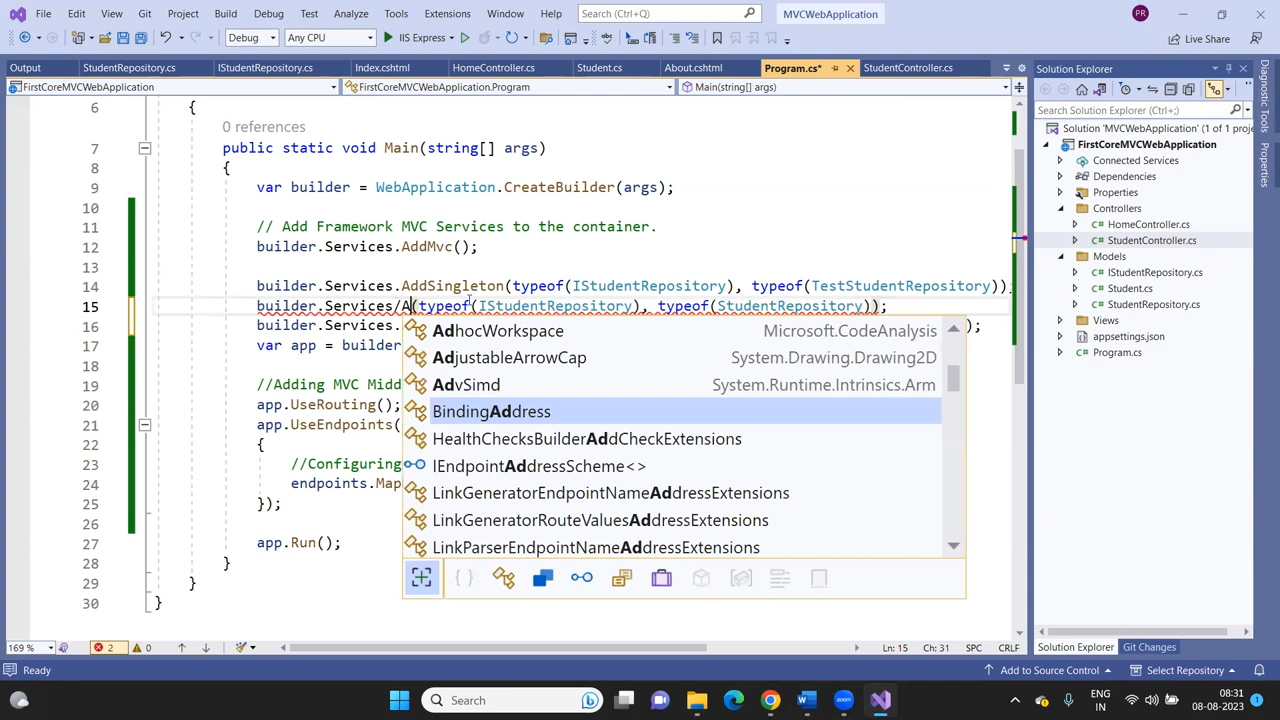 File Edit View Git Project Build Debug Test Analyze Tools Extensions Window Help Search (Ctrl+Q) MVCWebApplication PR
Debug Any CPU IIS Express Live Share
Output StudentRepository.cs IStudentRepository.cs Index.cshtml HomeController.cs Student.cs About.cshtml Program.cs* StudentController.cs
FirstCoreMVCWebApplication FirstCoreMVCWebApplication.Program Main(string[] args)
6 {
0 references
7 public static void Main(string[] args)
8 {
9 var builder = WebApplication.CreateBuilder(args);
10
11 // Add Framework MVC Services to the container.
12 builder.Services.AddMvc();
13
14 builder.Services.AddSingleton(typeof(IStudentRepository), typeof(TestStudentRepository));
15 builder.Services/A(typeof(IStudentRepository), typeof(StudentRepository));
16 builder.Services. );
17 var app = builder
18
19 //Adding MVC Midd
20 app.UseRouting();
21 app.UseEndpoints(
22 {
23 //Configuring
24 endpoints.Map
25 });
26
27 app.Run();
28 }
29 }
30 }
AdhocWorkspace Microsoft.CodeAnalysis
AdjustableArrowCap System.Drawing.Drawing2D
AdvSimd System.Runtime.Intrinsics.Arm
BindingAddress
HealthChecksBuilderAddCheckExtensions
IEndpointAddressScheme<>
LinkGeneratorEndpointNameAddressExtensions
LinkGeneratorRouteValuesAddressExtensions
LinkParserEndpointNameAddressExtensions
Solution Explorer
Search Solution Explorer (Ctrl+;)
Solution 'MVCWebApplication' (1 of 1 proje
FirstCoreMVCWebApplication
Connected Services
Dependencies
Properties
Controllers
HomeController.cs
StudentController.cs
Models
IStudentRepository.cs
Student.cs
StudentRepository.cs
Views
appsettings.json
Program.cs
Solution Explorer Git Changes
Diagnostic Tools
Properties
169 % 2 0 Ln: 15 Ch: 31 SPC CRLF
Ready Add to Source Control Select Repository
Search ENG IN 08:31 08-08-2023